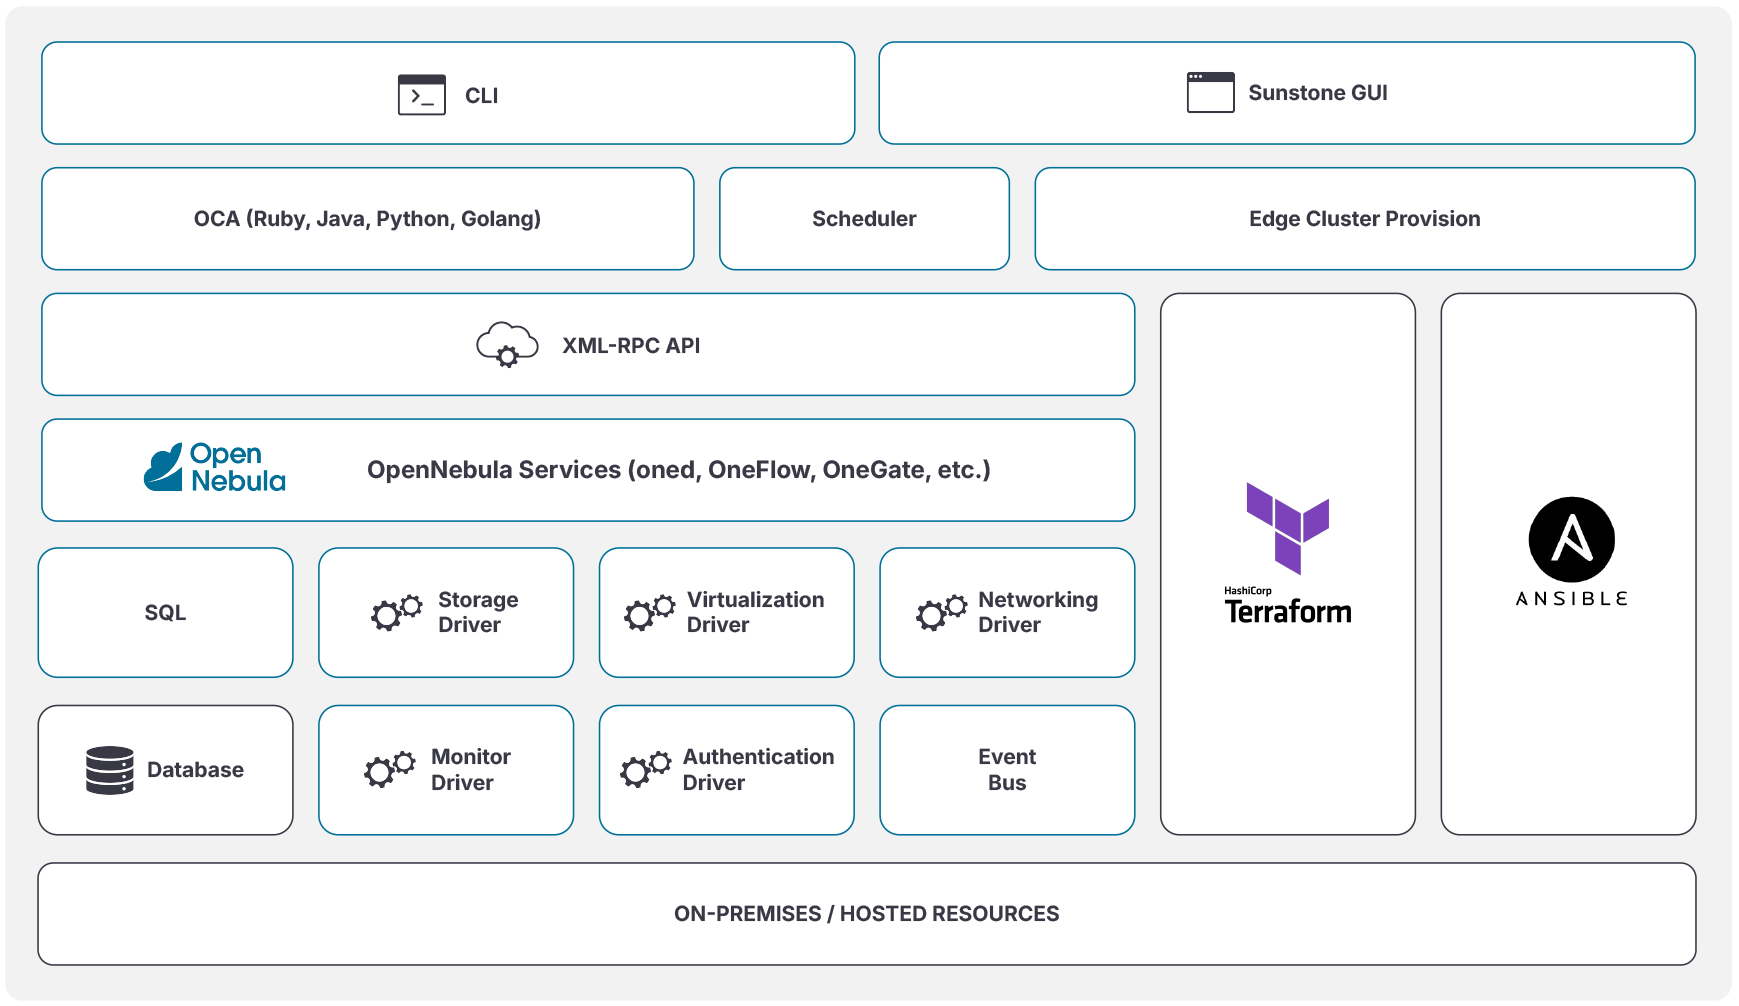 CLI
Sunstone GUI
OCA (Ruby, Java, Python, Golang)
Scheduler
Edge Cluster Provision
XML-RPC API
Open
Nebula
OpenNebula Services (oned, OneFlow, OneGate, etc.)
HashiCorp
Terraform
ANSIBLE
SQL
Storage
Driver
Virtualization
Driver
Networking
Driver
Database
Monitor
Driver
Authentication
Driver
Event
Bus
ON-PREMISES / HOSTED RESOURCES